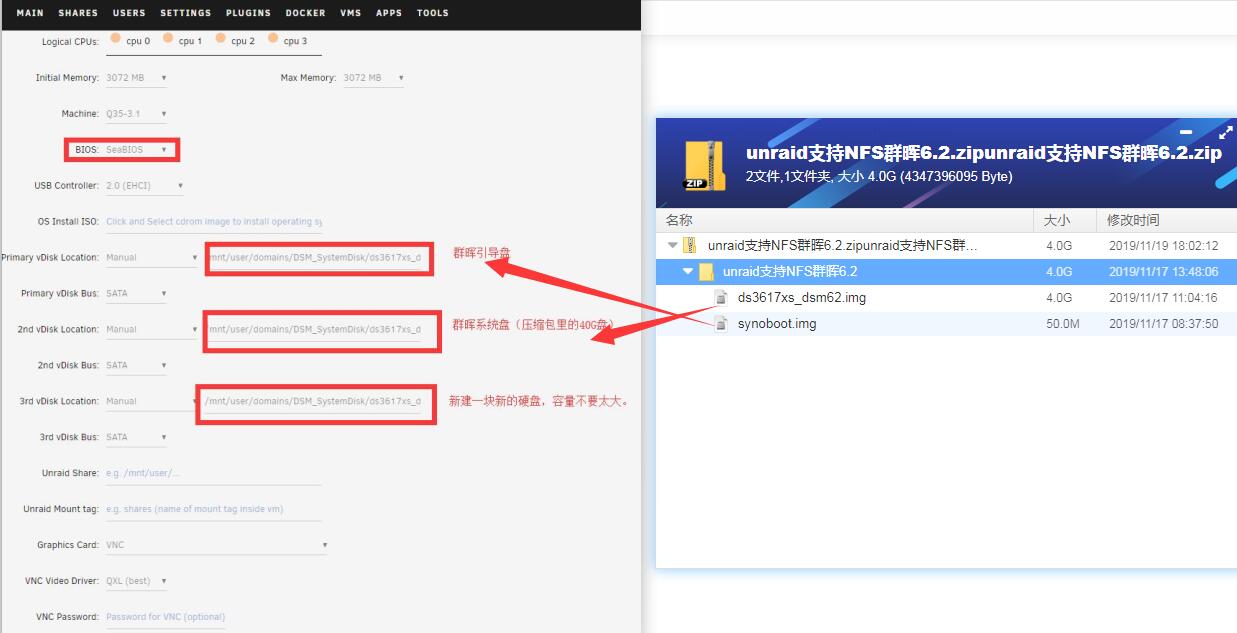 MAIN SHARES USERS SETTINGS PLUGINS DOCKER VMS APPS TOOLS
Logical CPUs: cpu 0 cpu 1 cpu 2 cpu 3
Initial Memory: 3072 MB Max Memory: 3072 MB
Machine: Q35-3.1
BIOS: SeaBIOS
USB Controller: 2.0 (EHCI)
OS Install ISO: Click and Select cdrom image to install operating sy
Primary vDisk Location: Manual mnt/user/domains/DSM_SystemDisk/ds3617xs_d 群晖引导盘
Primary vDisk Bus: SATA
2nd vDisk Location: Manual mnt/user/domains/DSM_SystemDisk/ds3617xs_d 群晖系统盘（压缩包里的40G盘）
2nd vDisk Bus: SATA
3rd vDisk Location: Manual /mnt/user/domains/DSM_SystemDisk/ds3617xs_d 新建一块新的硬盘，容量不要太大。
3rd vDisk Bus: SATA
Unraid Share: e.g. /mnt/user/...
Unraid Mount tag: e.g. shares (name of mount tag inside vm)
Graphics Card: VNC
VNC Video Driver: QXL (best)
VNC Password: Password for VNC (optional)
ZIP
unraid支持NFS群晖6.2.zipunraid支持NFS群晖6.2.zip
2文件,1文件夹, 大小 4.0G (4347396095 Byte)
名称 大小 修改时间
unraid支持NFS群晖6.2.zipunraid支持NFS群... 4.0G 2019/11/19 18:02:12
unraid支持NFS群晖6.2 4.0G 2019/11/17 13:48:06
ds3617xs_dsm62.img 4.0G 2019/11/17 11:04:16
synoboot.img 50.0M 2019/11/17 08:37:50